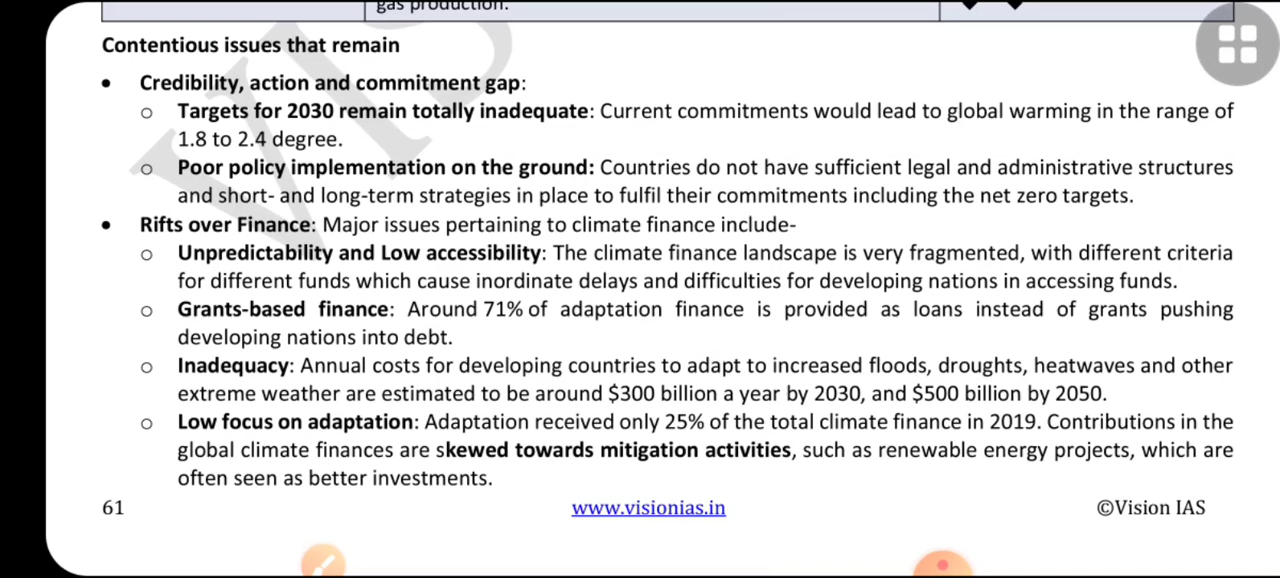 gas production.
Contentious issues that remain
• Credibility, action and commitment gap:
o Targets for 2030 remain totally inadequate: Current commitments would lead to global warming in the range of
1.8 to 2.4 degree.
o Poor policy implementation on the ground: Countries do not have sufficient legal and administrative structures
and short- and long-term strategies in place to fulfil their commitments including the net zero targets.
• Rifts over Finance: Major issues pertaining to climate finance include-
o Unpredictability and Low accessibility: The climate finance landscape is very fragmented, with different criteria
for different funds which cause inordinate delays and difficulties for developing nations in accessing funds.
o Grants-based finance: Around 71% of adaptation finance is provided as loans instead of grants pushing
developing nations into debt.
o Inadequacy: Annual costs for developing countries to adapt to increased floods, droughts, heatwaves and other
extreme weather are estimated to be around $300 billion a year by 2030, and $500 billion by 2050.
o Low focus on adaptation: Adaptation received only 25% of the total climate finance in 2019. Contributions in the
global climate finances are skewed towards mitigation activities, such as renewable energy projects, which are
often seen as better investments.
61 www.visionias.in ©Vision IAS